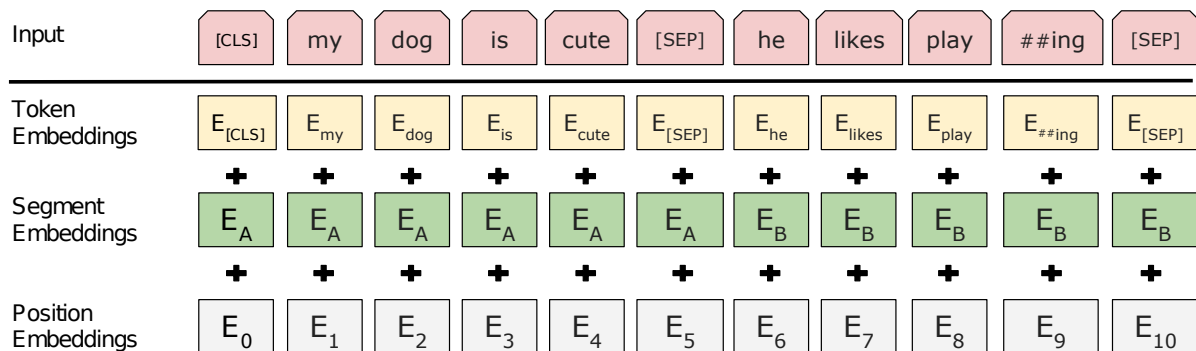 Input [CLS] my dog is cute [SEP] he likes play ##ing [SEP]
Token
Embeddings
E[CLS] Emy Edog Eis Ecute E[SEP] Ehe Elikes Eplay E##ing E[SEP]
+ + + + + + + + + + +
Segment
Embeddings
EA EA EA EA EA EA EB EB EB EB EB
+ + + + + + + + + + +
Position
Embeddings
E0 E1 E2 E3 E4 E5 E6 E7 E8 E9 E10